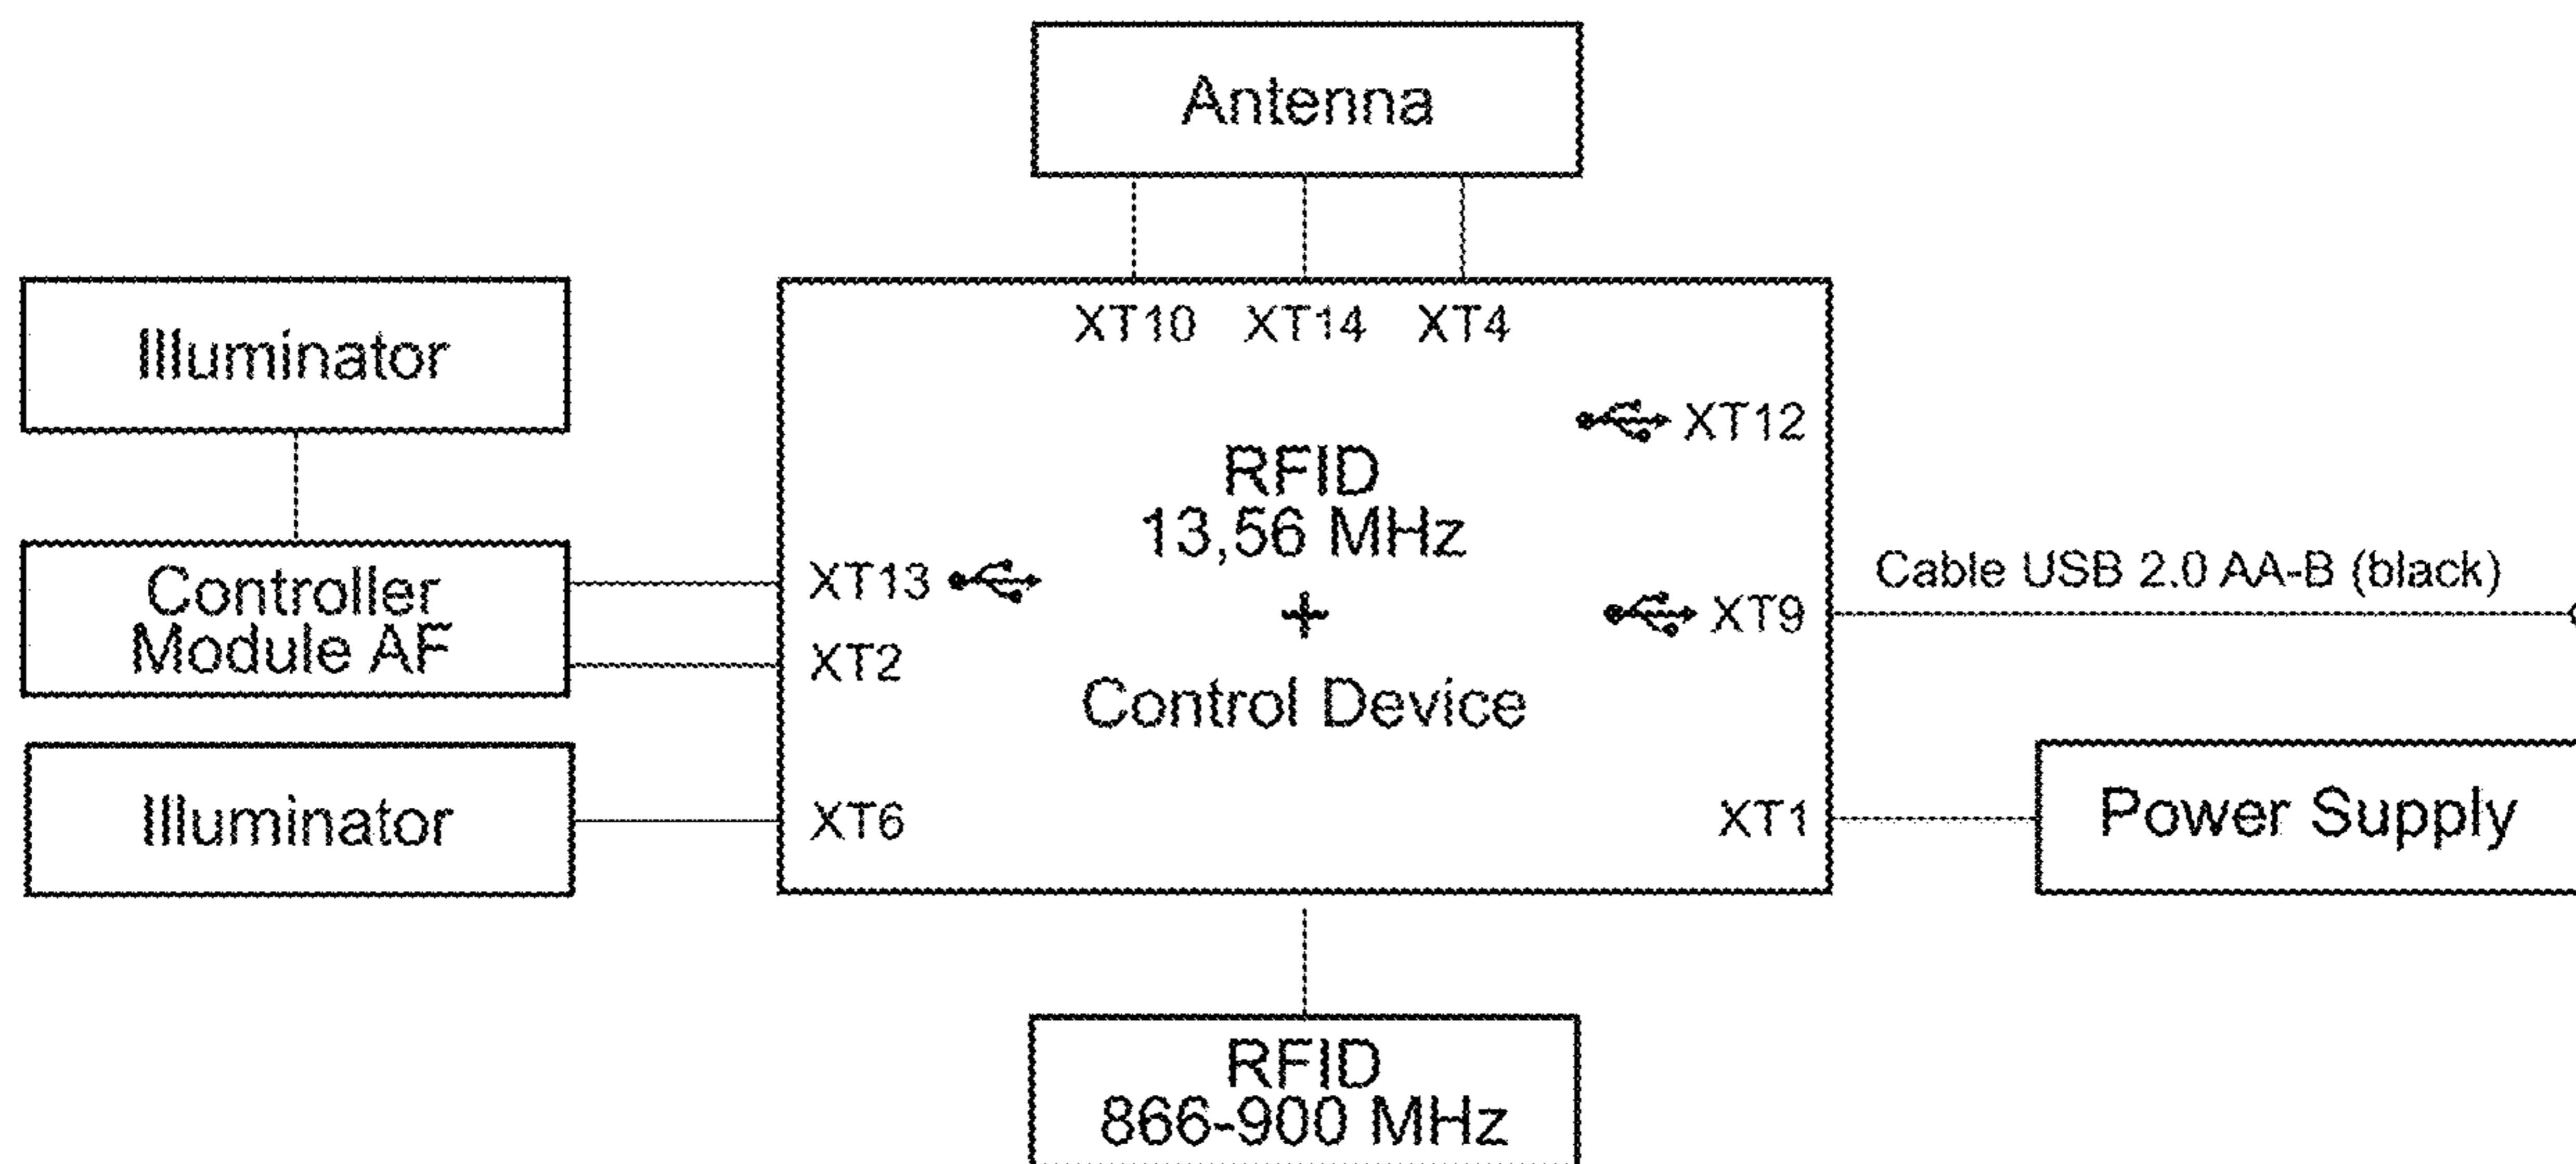 Antenna
XT10 XT14 XT4
Illuminator
XT12
RFID
13,56 MHz
+
Control Device
Controller
Module AF
XT13
XT2
XT9
Cable USB 2.0 AA-B (black)
Illuminator
XT6
XT1
Power Supply
RFID
866-900 MHz